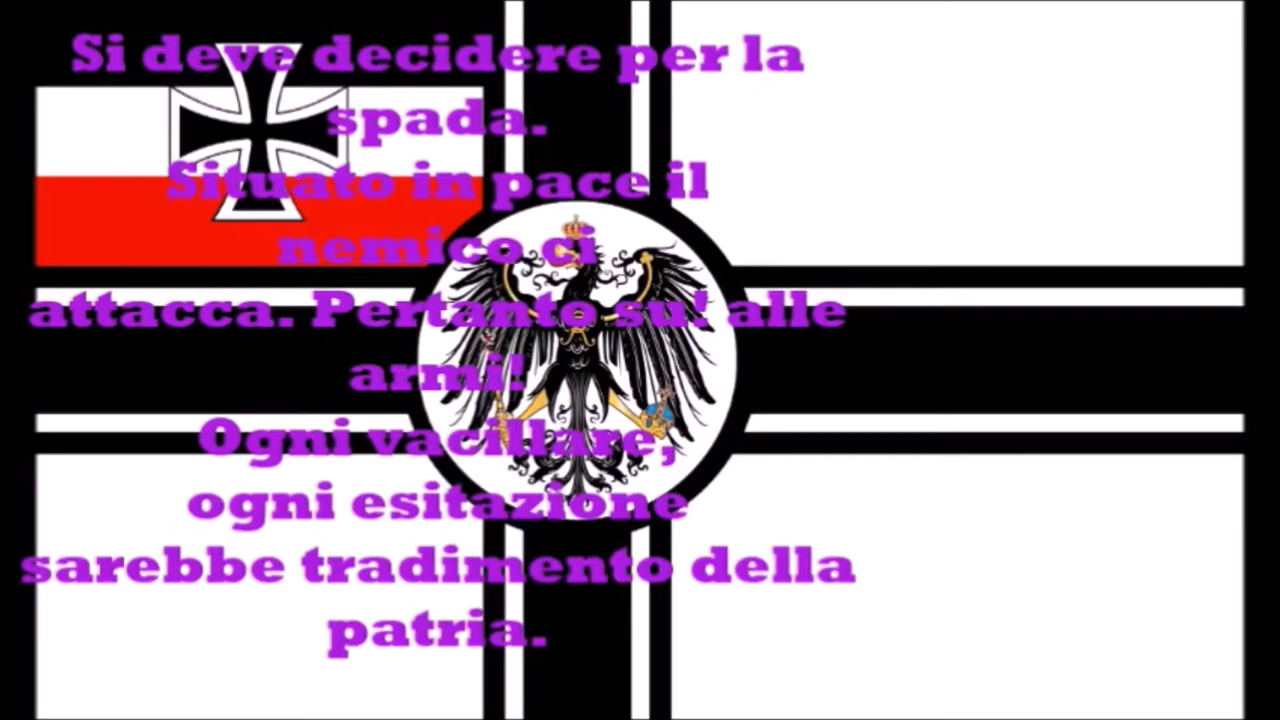 Si deve decidere per la
spada.
Situato in pace il
nemico ci
attacca. Pertanto su! alle
armi!
Ogni vacillare,
ogni esitazione
sarebbe tradimento della
patria.